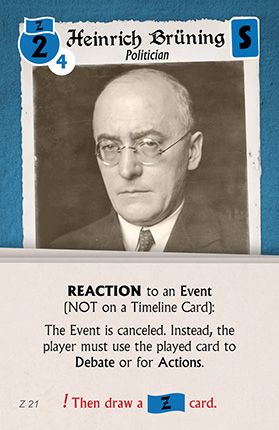 Z
2
4
Heinrich Brüning
Politician
S
REACTION to an Event
(NOT on a Timeline Card):
The Event is canceled. Instead, the
player must use the played card to
Debate or for Actions.
Z 21
! Then draw a Z card.